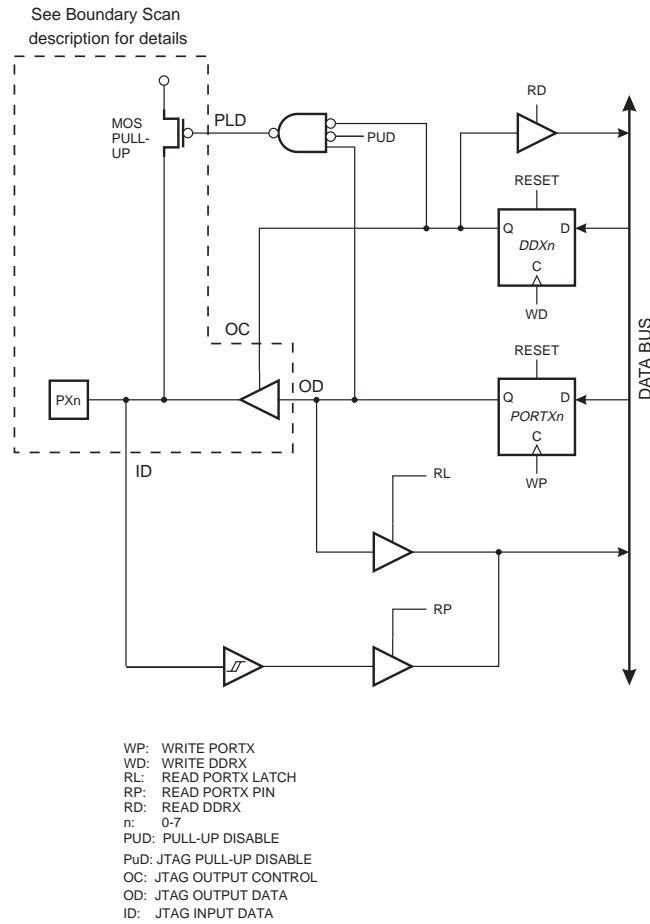 See Boundary Scan
description for details
RD
MOS
PULL-
UP
PLD
PUD
RESET
Q
D
DDXn
C
WD
OC
RESET
OD
PXn
Q
D
PORTXn
C
WP
DATA BUS
ID
RL
RP
WP: WRITE PORTX
WD: WRITE DDRX
RL: READ PORTX LATCH
RP: READ PORTX PIN
RD: READ DDRX
n: 0-7
PUD: PULL-UP DISABLE
PuD: JTAG PULL-UP DISABLE
OC: JTAG OUTPUT CONTROL
OD: JTAG OUTPUT DATA
ID: JTAG INPUT DATA